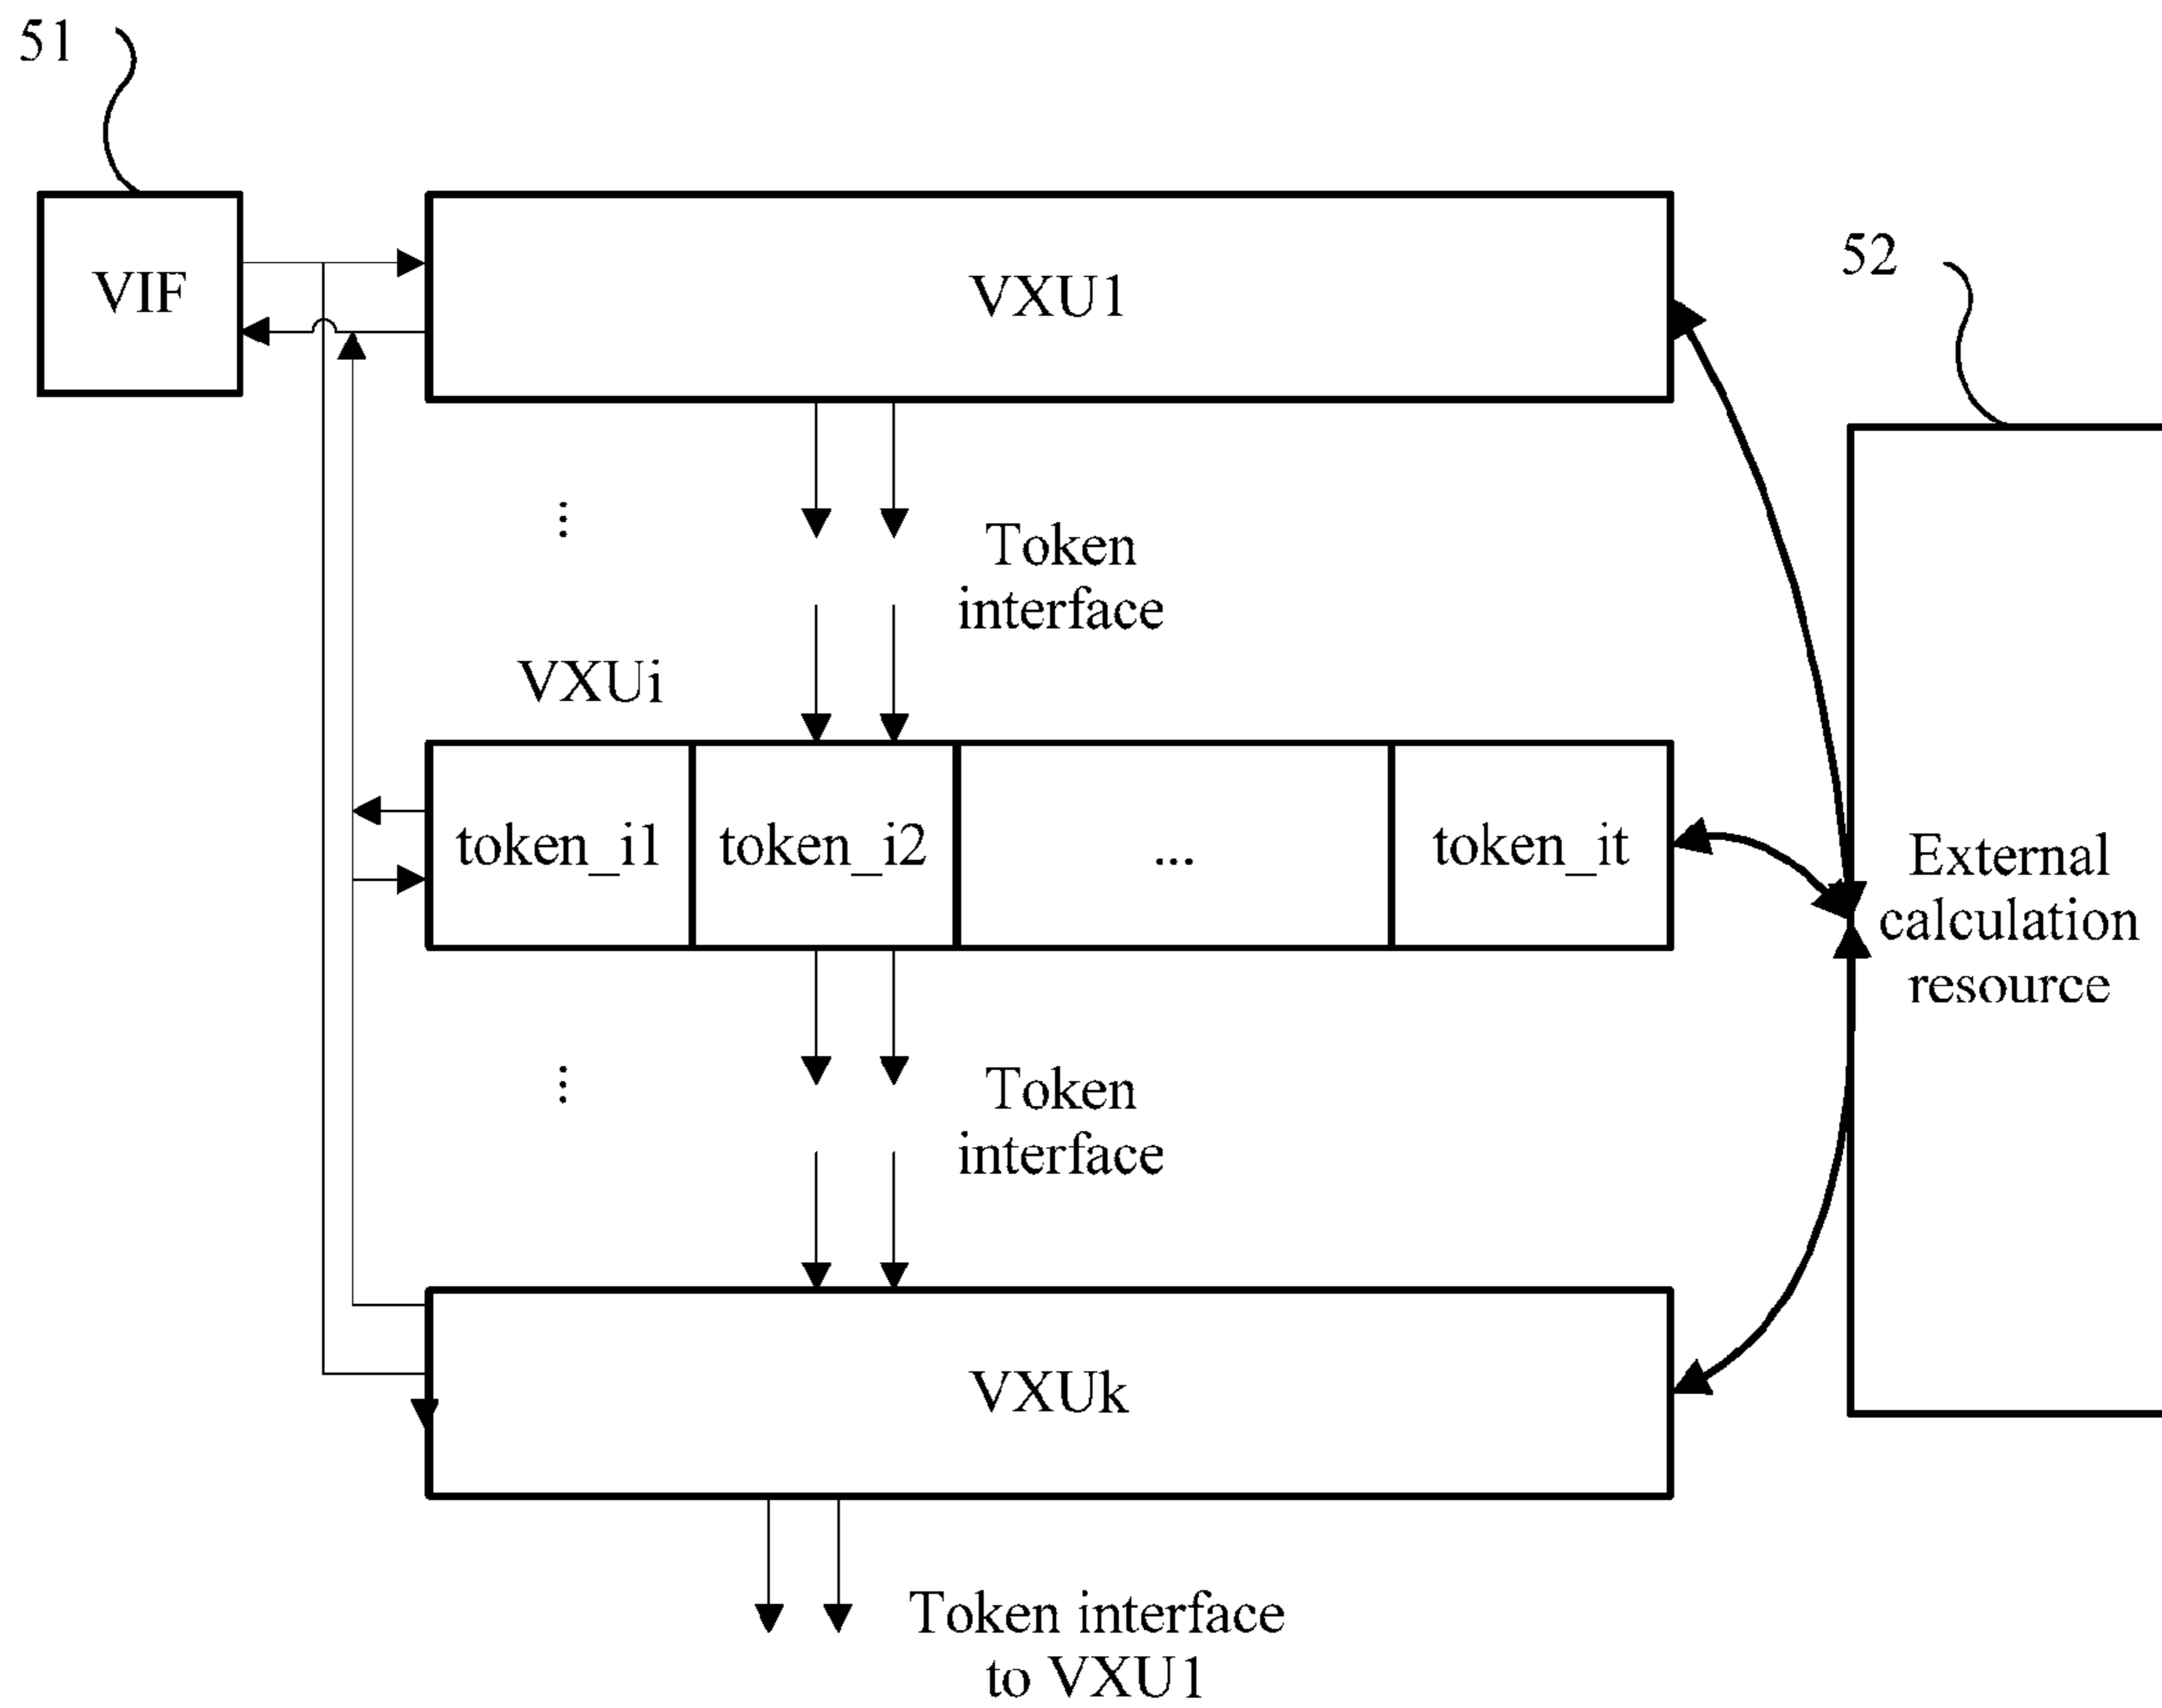 51
VIF
VXU1
52
⋮
Token
interface
VXUi
token_i1
token_i2
...
token_it
External
calculation
resource
⋮
Token
interface
VXUk
Token interface
to VXU1